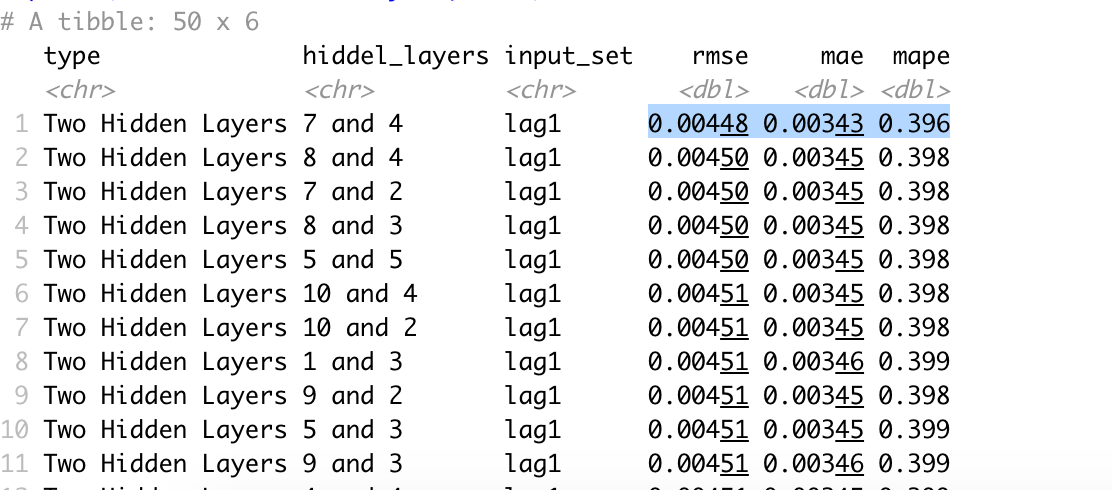 # A tibble: 50 x 6
type hiddel_layers input_set rmse mae mape
<chr> <chr> <chr> <dbl> <dbl> <dbl>
1 Two Hidden Layers 7 and 4 lag1 0.00448 0.00343 0.396
2 Two Hidden Layers 8 and 4 lag1 0.00450 0.00345 0.398
3 Two Hidden Layers 7 and 2 lag1 0.00450 0.00345 0.398
4 Two Hidden Layers 8 and 3 lag1 0.00450 0.00345 0.398
5 Two Hidden Layers 5 and 5 lag1 0.00450 0.00345 0.398
6 Two Hidden Layers 10 and 4 lag1 0.00451 0.00345 0.398
7 Two Hidden Layers 10 and 2 lag1 0.00451 0.00345 0.398
8 Two Hidden Layers 1 and 3 lag1 0.00451 0.00346 0.399
9 Two Hidden Layers 9 and 2 lag1 0.00451 0.00345 0.398
10 Two Hidden Layers 5 and 3 lag1 0.00451 0.00345 0.399
11 Two Hidden Layers 9 and 3 lag1 0.00451 0.00346 0.399